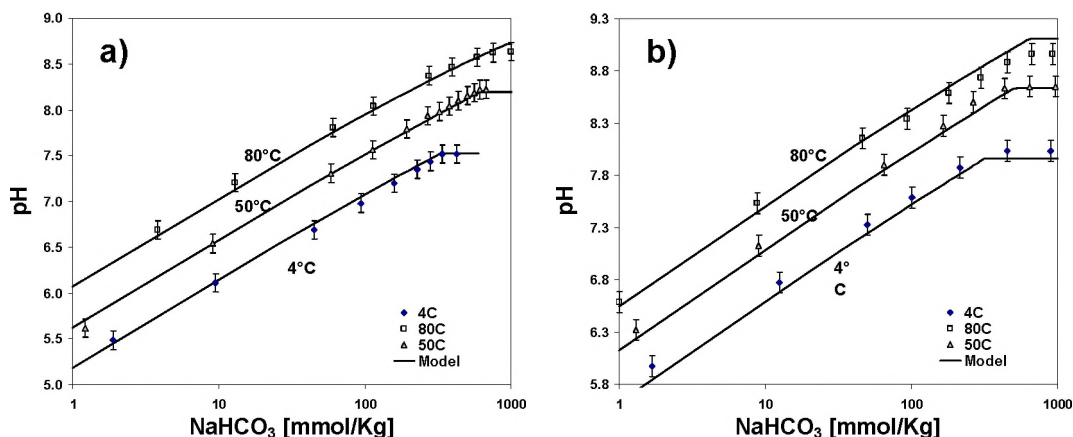 a)
9.0
8.5
8.0
7.5
7.0
6.5
6.0
5.5
5.0
pH
80°C
50°C
4°C
4C
80C
50C
Model
1 10 100 1000
NaHCO₃ [mmol/Kg]
b)
9.3
8.8
8.3
7.8
7.3
6.8
6.3
5.8
pH
80°C
50°C
4°
C
4C
80C
50C
Model
1 10 100 1000
NaHCO₃ [mmol/Kg]